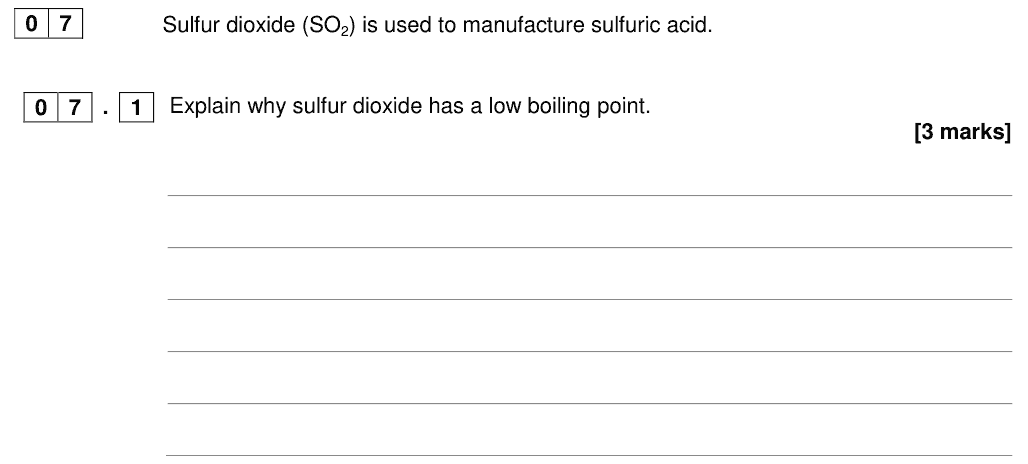 0 7 Sulfur dioxide (SO₂) is used to manufacture sulfuric acid.
0 7 . 1 Explain why sulfur dioxide has a low boiling point.
[3 marks]